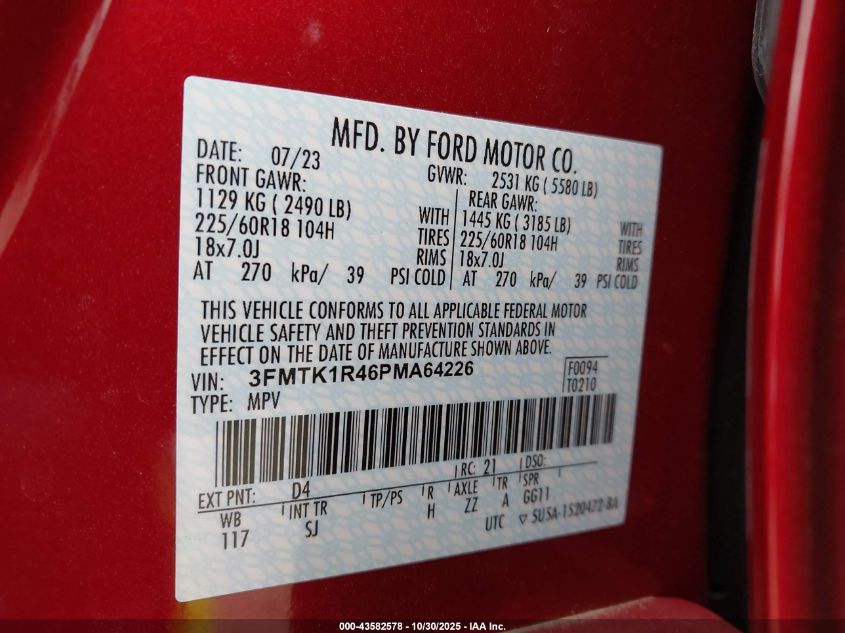 MFD. BY FORD MOTOR CO.
DATE: 07/23 GVWR: 2531 KG ( 5580 LB)
FRONT GAWR: REAR GAWR:
1129 KG ( 2490 LB) WITH 1445 KG ( 3185 LB) WITH
225/60R18 104H TIRES 225/60R18 104H TIRES
18x7.0J RIMS 18x7.0J RIMS
AT 270 kPa/ 39 PSI COLD AT 270 kPa/ 39 PSI COLD
THIS VEHICLE CONFORMS TO ALL APPLICABLE FEDERAL MOTOR
VEHICLE SAFETY AND THEFT PREVENTION STANDARDS IN
EFFECT ON THE DATE OF MANUFACTURE SHOWN ABOVE.
VIN: 3FMTK1R46PMA64226 F0094
TYPE: MPV T0210
RC: 21 DSO:
EXT PNT: D4
WB INT TR TP/PS R AXLE TR SPR
117 SJ H ZZ A GG11
UTC ▽ 5U5A-1520472-BA
000-43582578 - 10/30/2025 - IAA Inc.